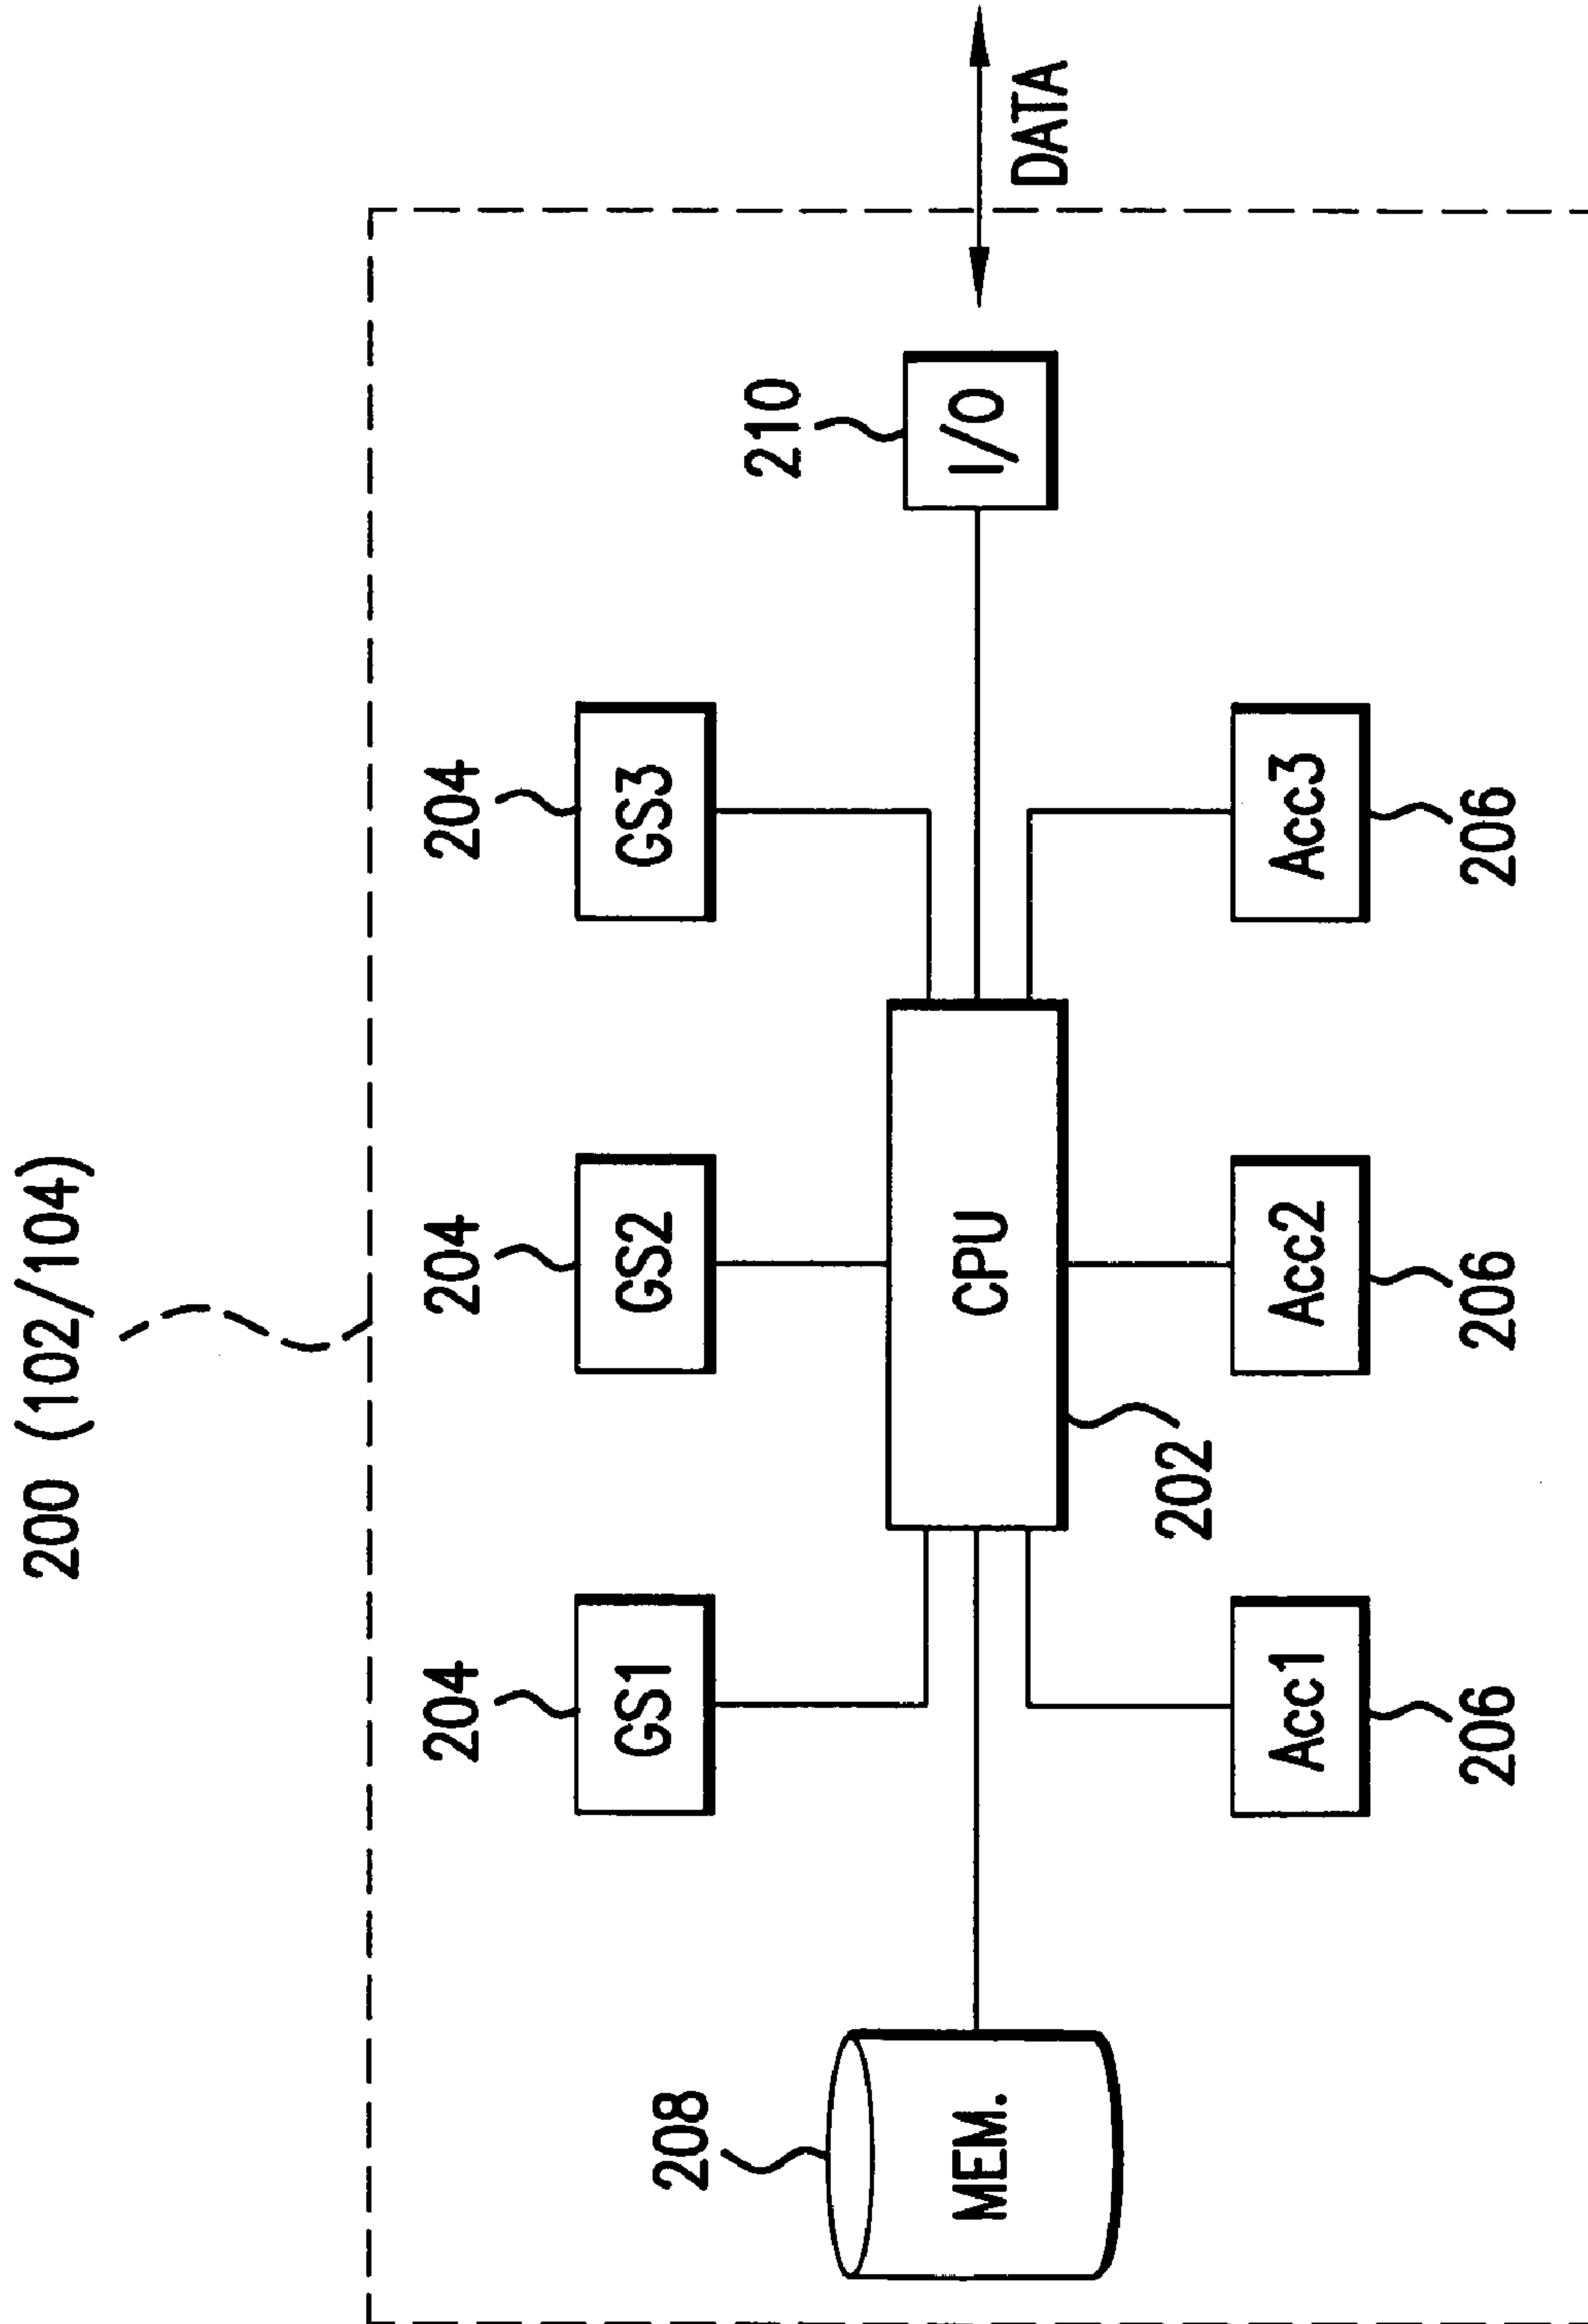 200 (102/104)
204
204
204
GS1
GS2
GS3
208
210
MEM.
CPU
I/O
DATA
202
Acc1
Acc2
Acc3
206
206
206